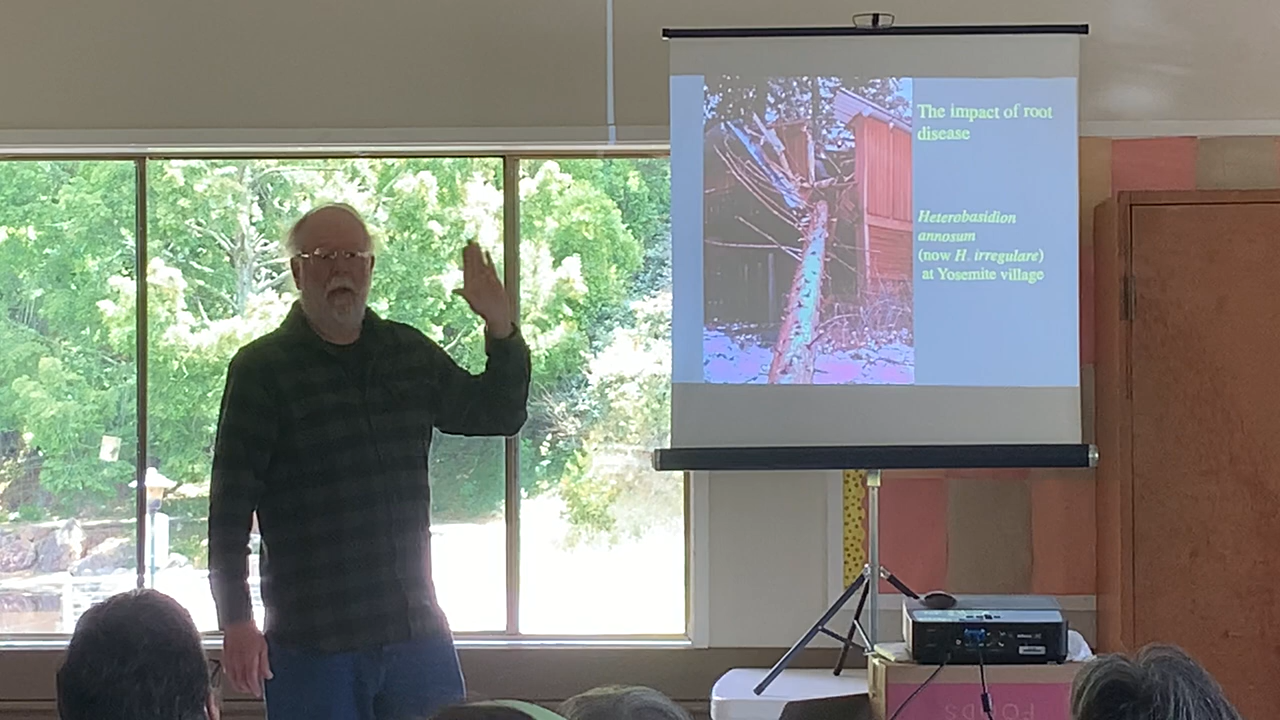 The impact of root
disease
Heterobasidion
annosum
(now H. irregulare)
at Yosemite village